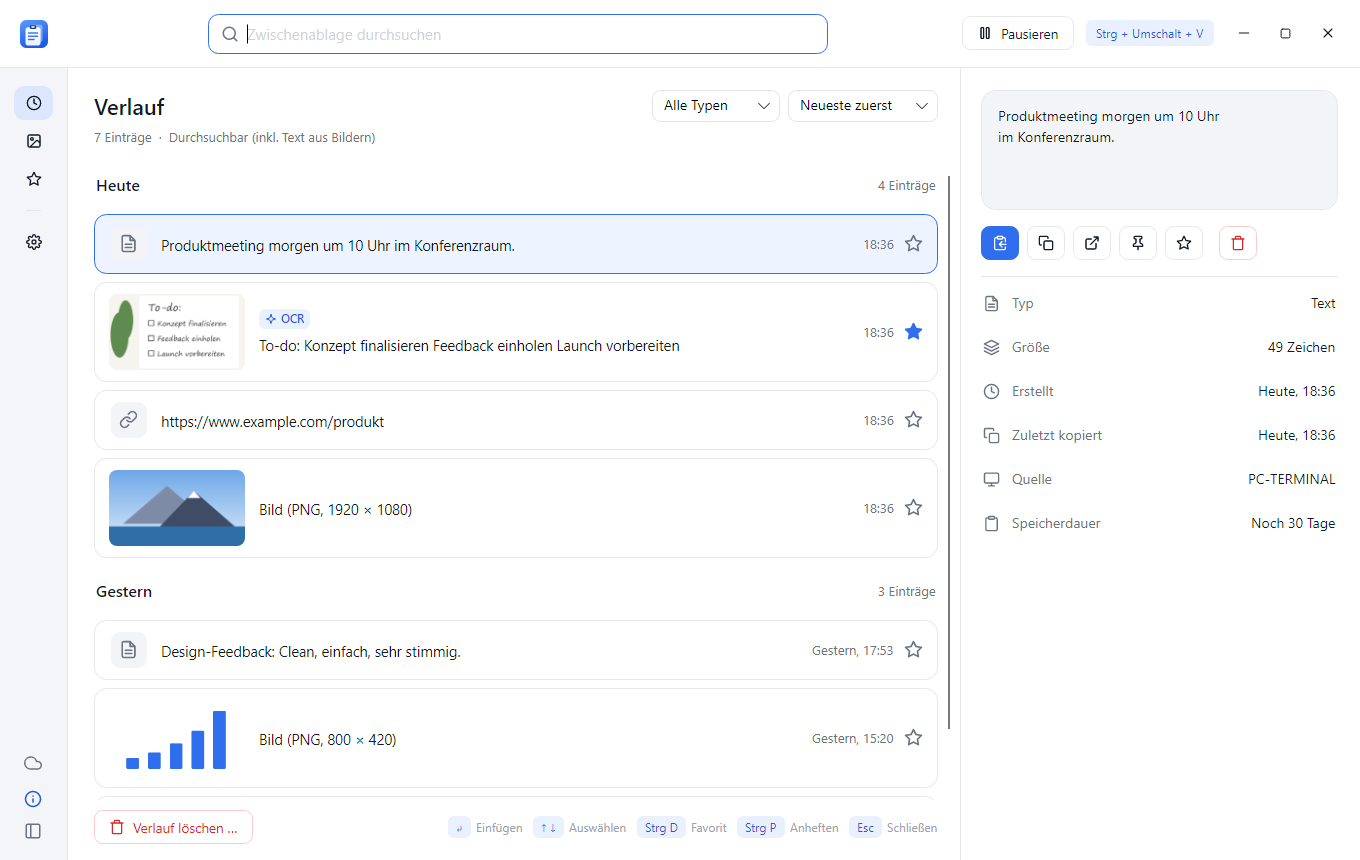 Zwischenablage durchsuchen
Pausieren
Strg + Umschalt + V
Verlauf
7 Einträge · Durchsuchbar (inkl. Text aus Bildern)
Alle Typen
Neueste zuerst
Heute
4 Einträge
Produktmeeting morgen um 10 Uhr im Konferenzraum.
18:36
To-do:
Konzept finalisieren
Feedback einholen
Launch vorbereiten
OCR
To-do: Konzept finalisieren Feedback einholen Launch vorbereiten
18:36
https://www.example.com/produkt
18:36
Bild (PNG, 1920 × 1080)
18:36
Gestern
3 Einträge
Design-Feedback: Clean, einfach, sehr stimmig.
Gestern, 17:53
Bild (PNG, 800 × 420)
Gestern, 15:20
Verlauf löschen ...
↲ Einfügen
↑↓ Auswählen
Strg D Favorit
Strg P Anheften
Esc Schließen
Produktmeeting morgen um 10 Uhr
im Konferenzraum.
Typ
Text
Größe
49 Zeichen
Erstellt
Heute, 18:36
Zuletzt kopiert
Heute, 18:36
Quelle
PC-TERMINAL
Speicherdauer
Noch 30 Tage